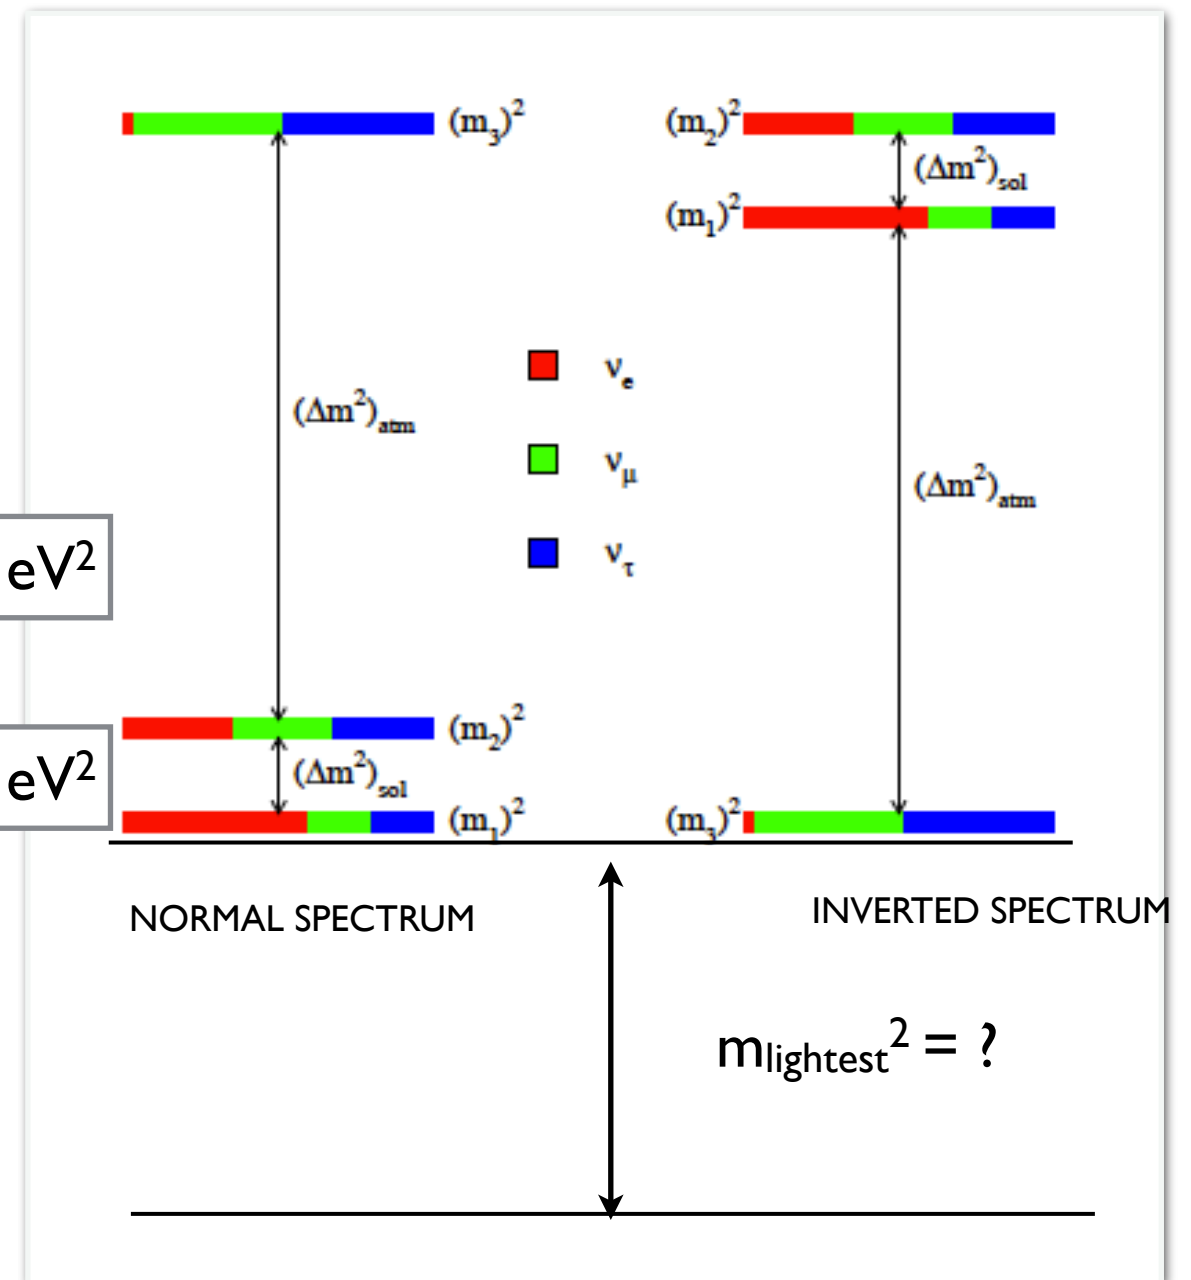 (m₃)²
(m₂)²
(Δm²)sol
(m₁)²
νe
(Δm²)atm
νμ
(Δm²)atm
ντ
eV²
(m₂)²
eV²
(Δm²)sol
(m₁)²
(m₃)²
NORMAL SPECTRUM
INVERTED SPECTRUM
mlightest² = ?